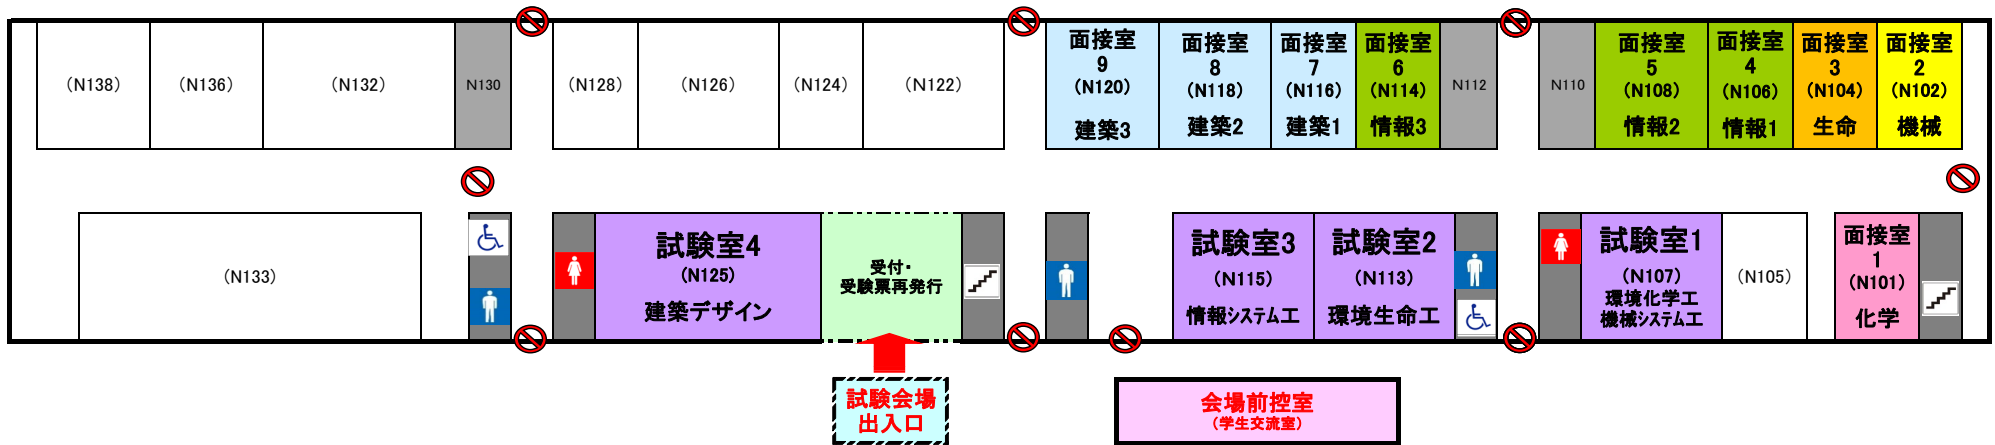 (N138)
(N136)
(N132)
N130
(N128)
(N126)
(N124)
(N122)
面接室
9
(N120)
建築3
面接室
8
(N118)
建築2
面接室
7
(N116)
建築1
面接室
6
(N114)
情報3
N112
N110
面接室
5
(N108)
情報2
面接室
4
(N106)
情報1
面接室
3
(N104)
生命
面接室
2
(N102)
機械
(N133)
試験室4
(N125)
建築デザイン
受付・
受験票再発行
試験室3
(N115)
情報システム工
試験室2
(N113)
環境生命工
試験室1
(N107)
環境化学工
機械システム工
(N105)
面接室
1
(N101)
化学
試験会場
出入口
会場前控室
(学生交流室)